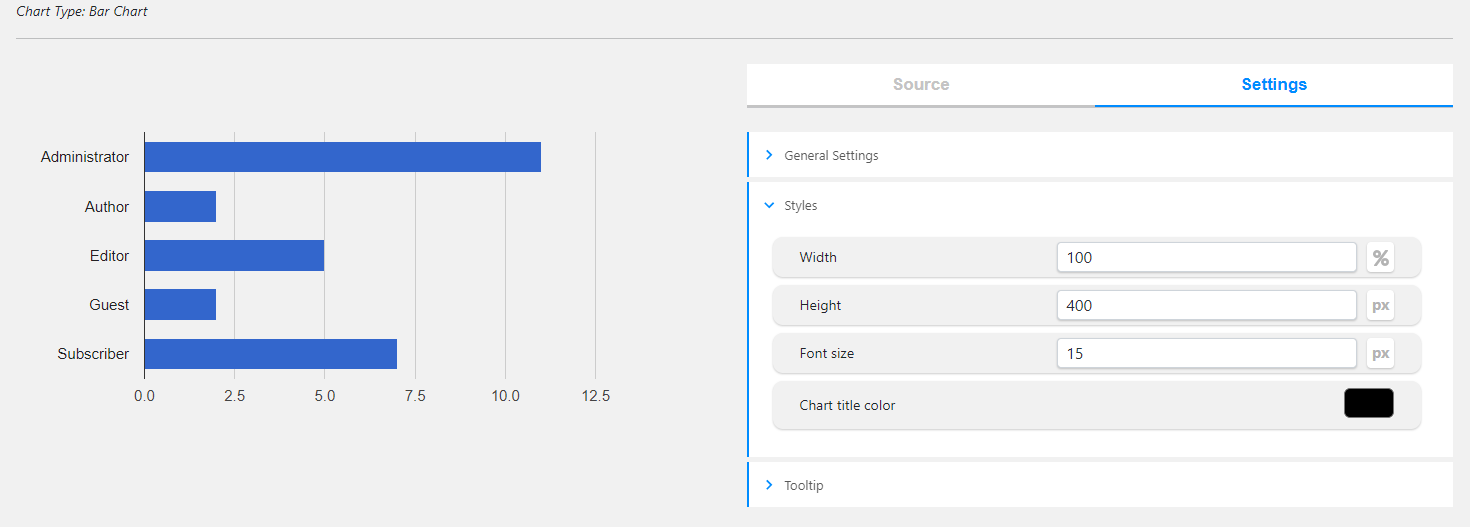 Chart Type: Bar Chart
Administrator
Author
Editor
Guest
Subscriber
0.0 2.5 5.0 7.5 10.0 12.5
Source Settings
General Settings
Styles
Width 100 %
Height 400 px
Font size 15 px
Chart title color
Tooltip